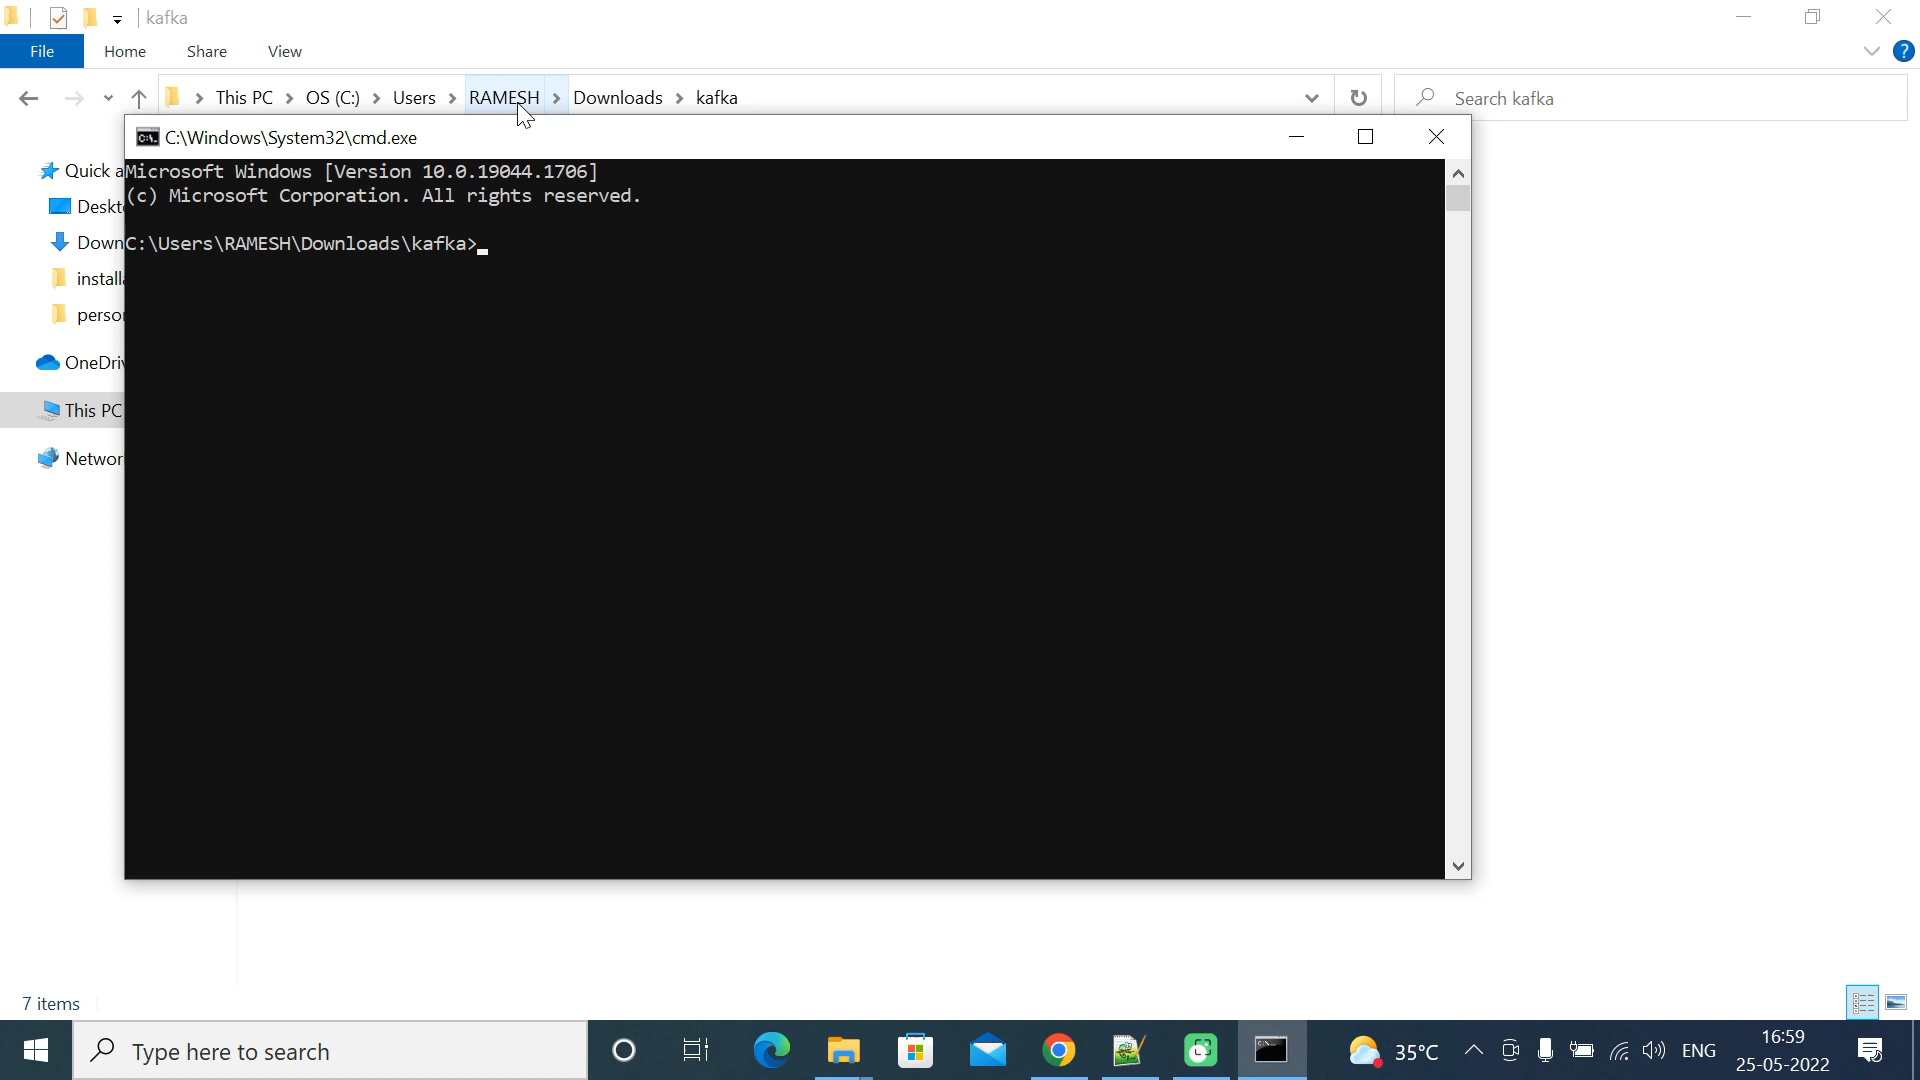 kafka
File Home Share View
This PC OS (C:) Users RAMESH Downloads kafka
Search kafka
C:\Windows\System32\cmd.exe
Microsoft Windows [Version 10.0.19044.1706]
(c) Microsoft Corporation. All rights reserved.
C:\Users\RAMESH\Downloads\kafka>
Quick a
Deskt
Down
install
person
OneDriv
This PC
Networ
7 items
Type here to search
35°C
ENG
16:59
25-05-2022